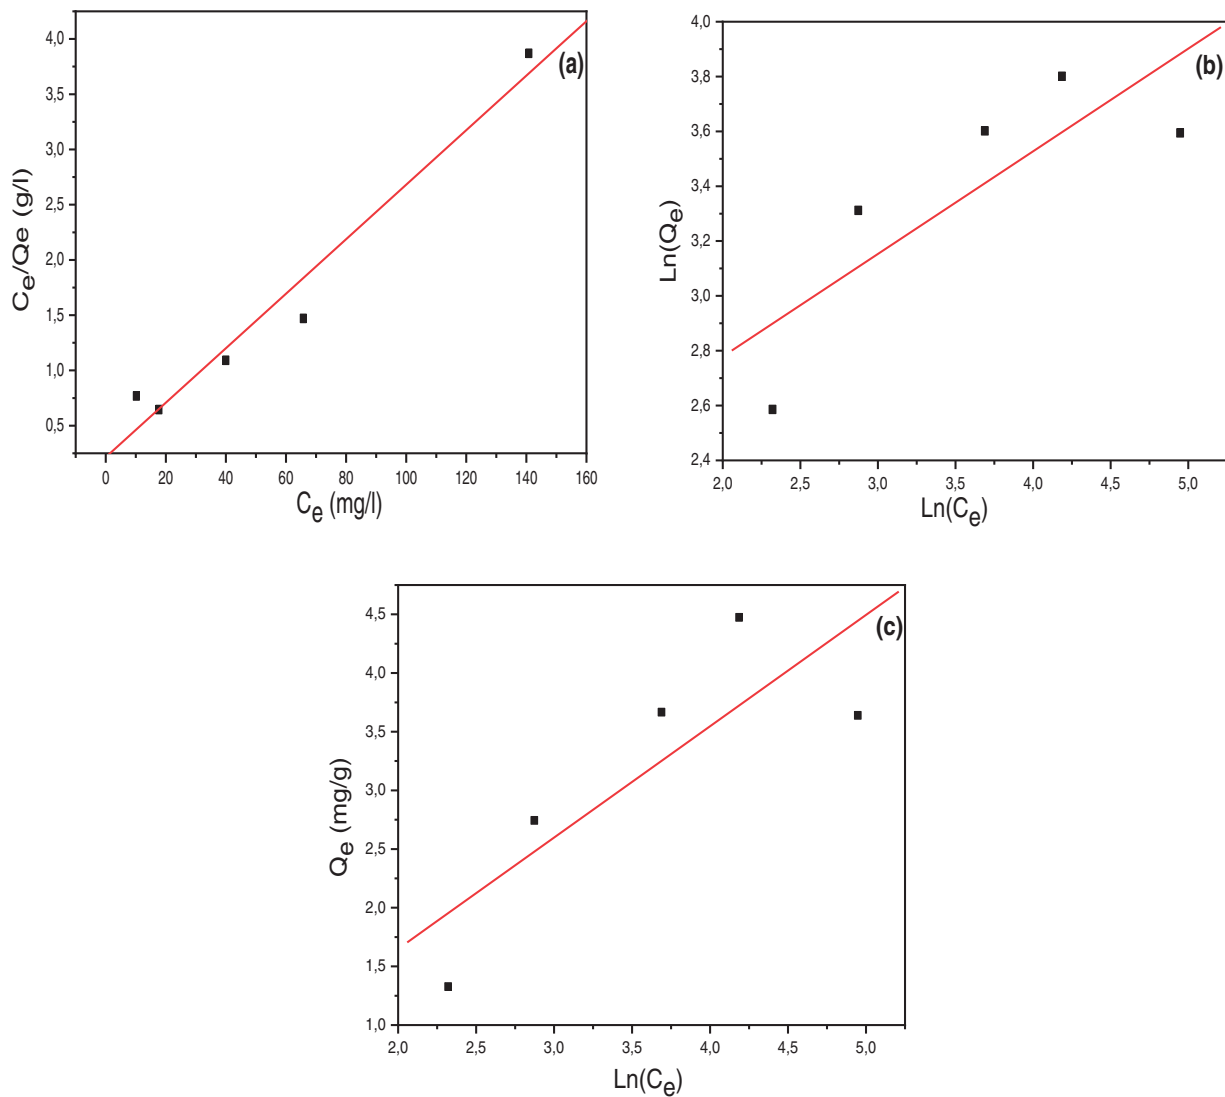 4,0
3,5
3,0
2,5
2,0
1,5
1,0
0,5
Ce/Qe (g/l)
(a)
0 20 40 60 80 100 120 140 160
Ce (mg/l)
4,0
3,8
3,6
3,4
3,2
3,0
2,8
2,6
2,4
Ln(Qe)
(b)
2,0 2,5 3,0 3,5 4,0 4,5 5,0
Ln(Ce)
4,5
4,0
3,5
3,0
2,5
2,0
1,5
1,0
Qe (mg/g)
(c)
2,0 2,5 3,0 3,5 4,0 4,5 5,0
Ln(Ce)